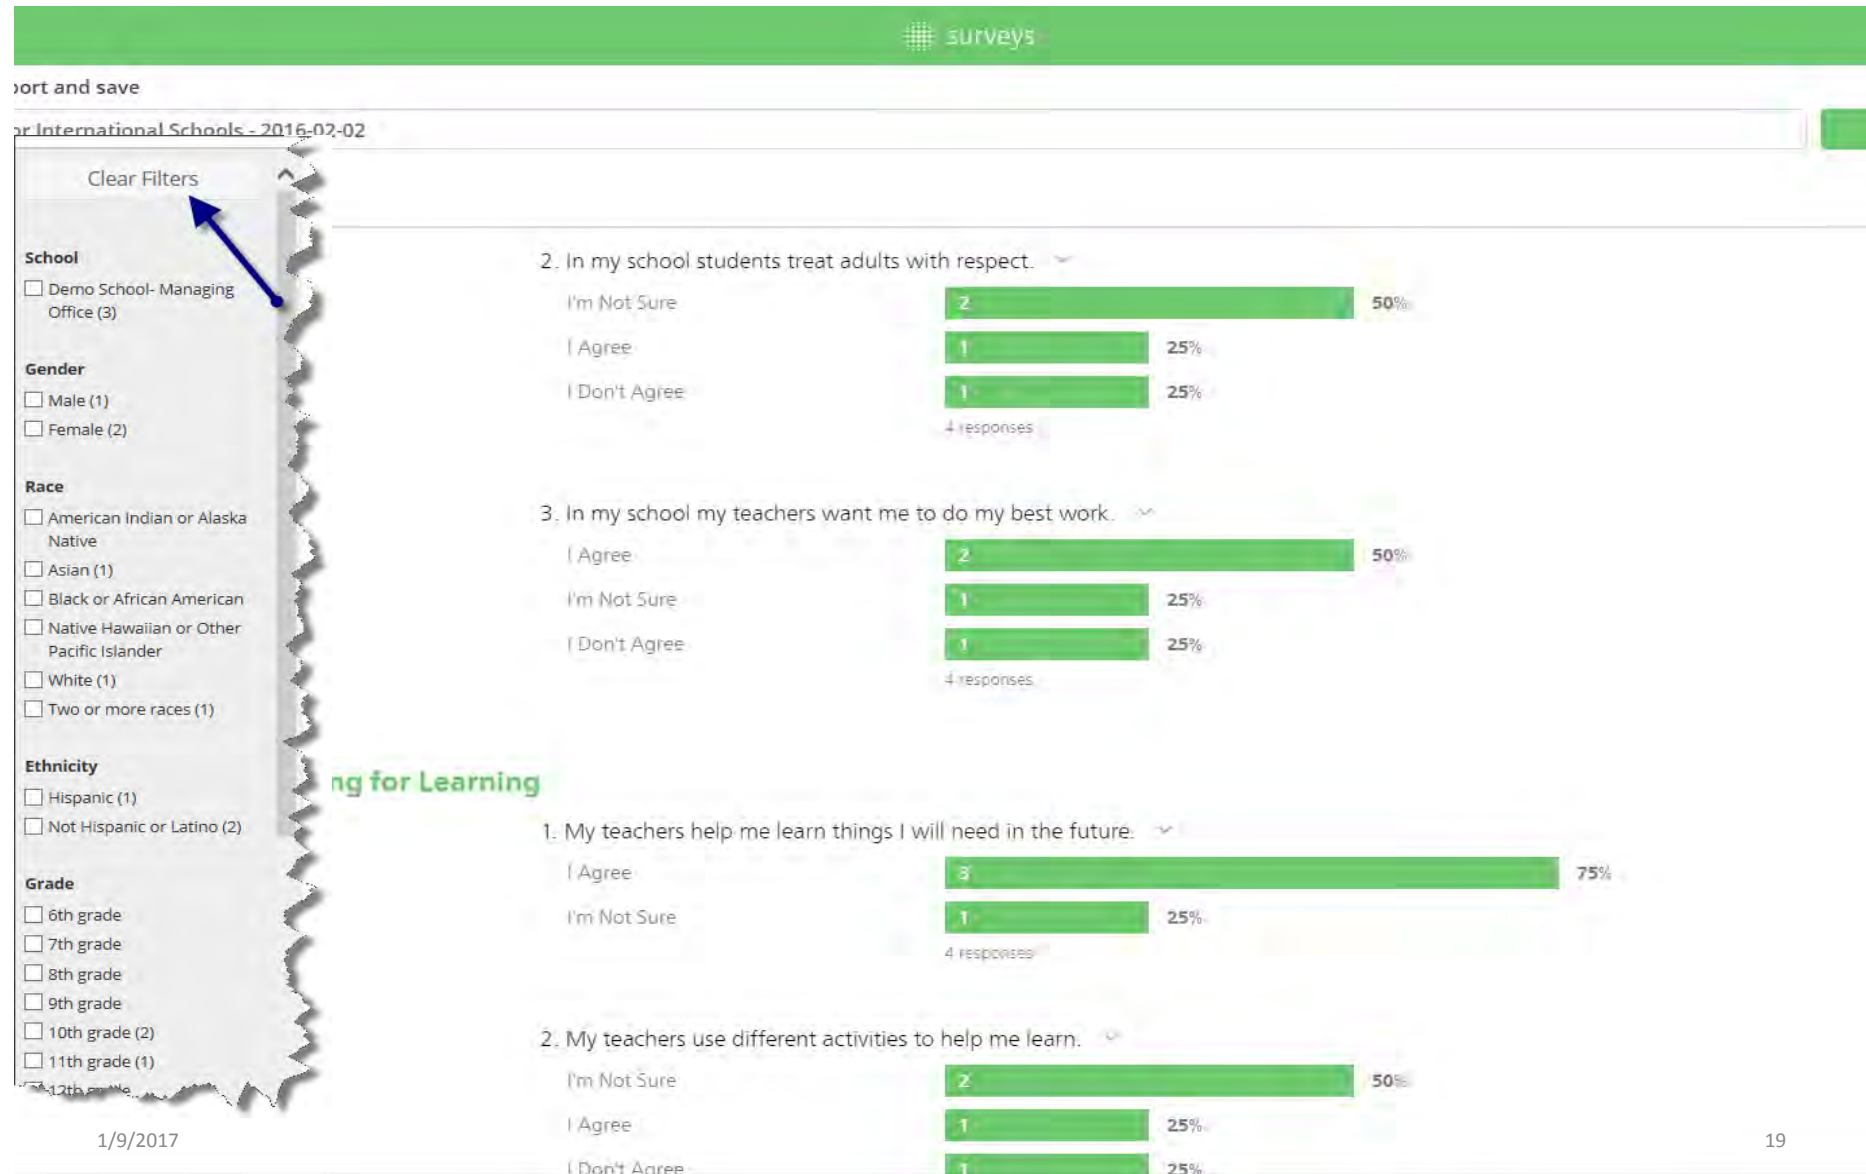 surveys
port and save
or International Schools - 2016-02-02
Clear Filters
School
Demo School- Managing
Office (3)
Gender
Male (1)
Female (2)
Race
American Indian or Alaska
Native
Asian (1)
Black or African American
Native Hawaiian or Other
Pacific Islander
White (1)
Two or more races (1)
Ethnicity
Hispanic (1)
Not Hispanic or Latino (2)
Grade
6th grade
7th grade
8th grade
9th grade
10th grade (2)
11th grade (1)
12th grade
2. In my school students treat adults with respect.
I'm Not Sure 2 50%
I Agree 1 25%
I Don't Agree 1 25%
4 responses
3. In my school my teachers want me to do my best work.
I Agree 2 50%
I'm Not Sure 1 25%
I Don't Agree 1 25%
4 responses
ng for Learning
1. My teachers help me learn things I will need in the future.
I Agree 3 75%
I'm Not Sure 1 25%
4 responses
2. My teachers use different activities to help me learn.
I'm Not Sure 2 50%
I Agree 1 25%
I Don't Agree 1 25%
1/9/2017
19